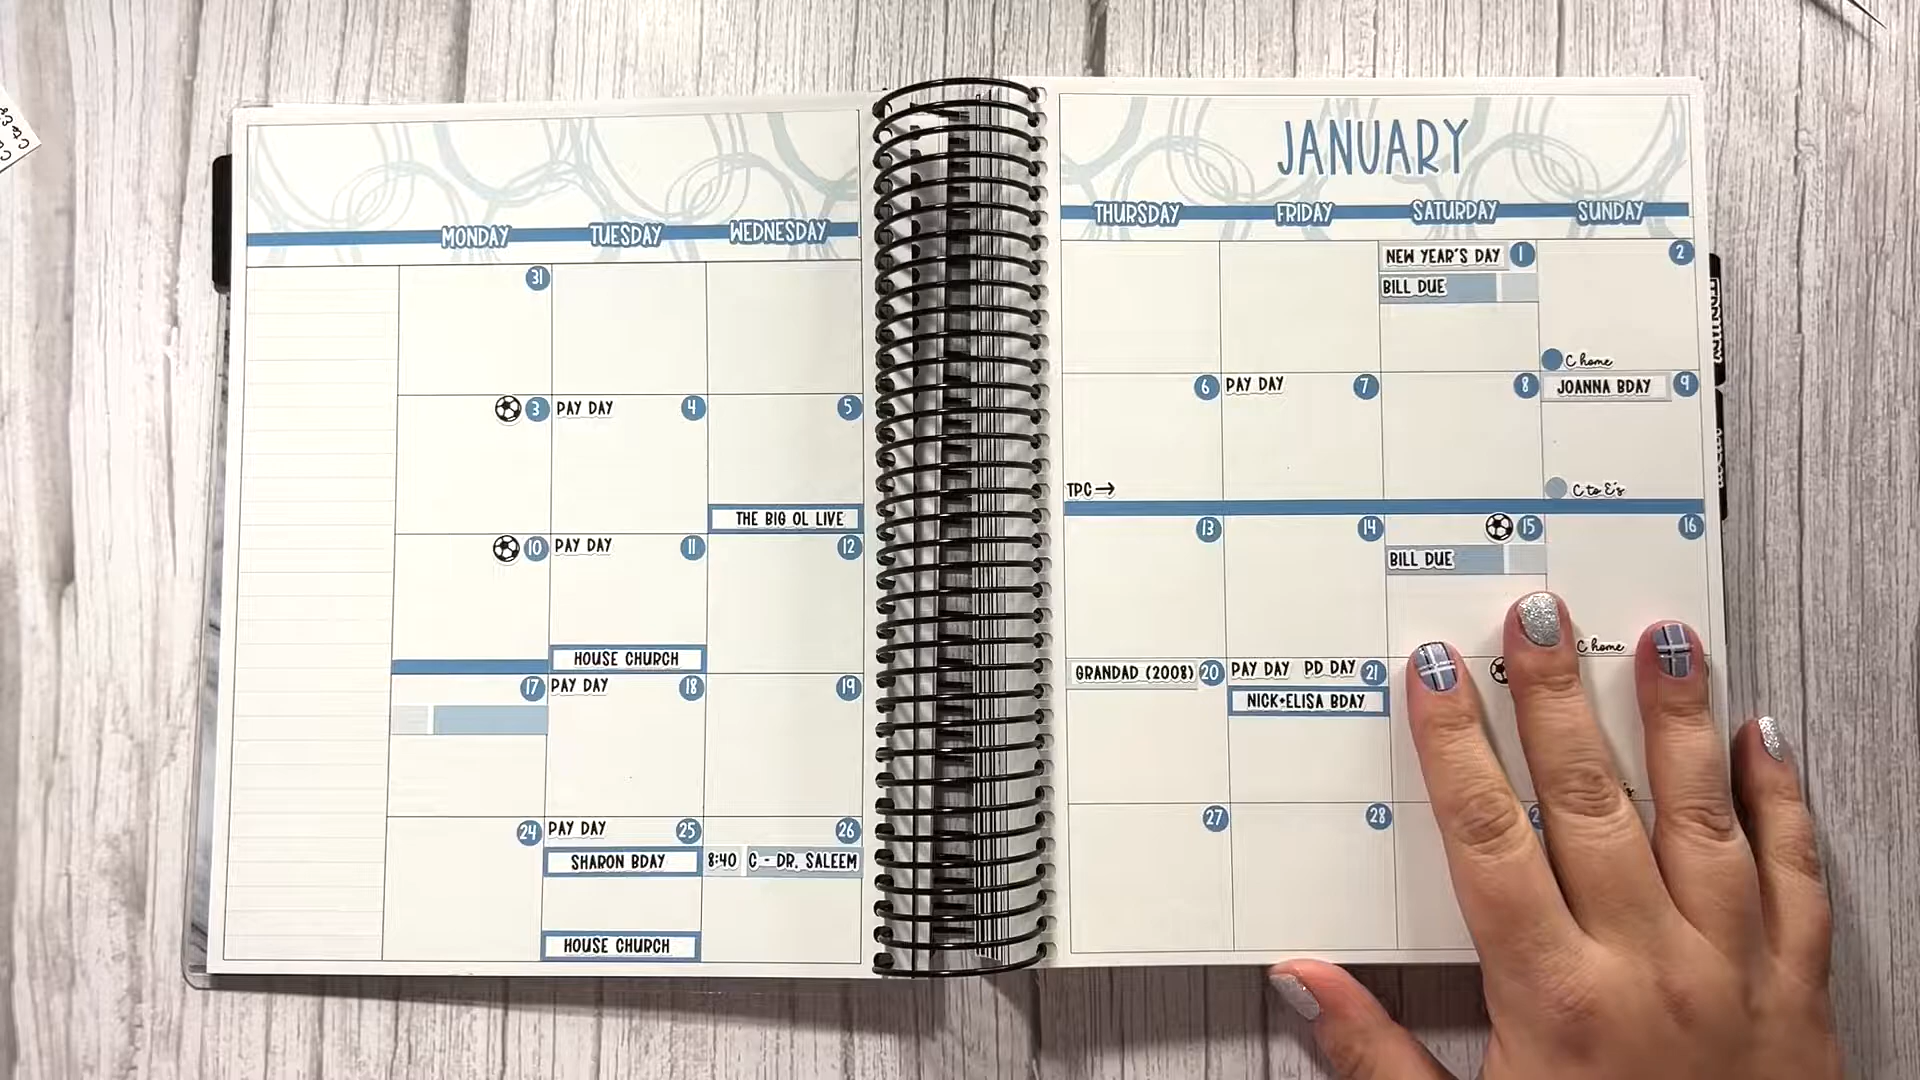 JANUARY
MONDAY TUESDAY WEDNESDAY
THURSDAY FRIDAY SATURDAY SUNDAY
31
NEW YEAR'S DAY 1
2
BILL DUE
C home
3
PAY DAY 4
5
6
PAY DAY 7
8
JOANNA BDAY 9
THE BIG OL LIVE
TPC→
C to E's
10
PAY DAY 11
12
13
14
15
16
BILL DUE
HOUSE CHURCH
C home
17
PAY DAY 18
19
GRANDAD (2008) 20
PAY DAY PD DAY 21
NICK+ELISA BDAY
24
PAY DAY 25
26
27
28
SHARON BDAY
8:40 C - DR. SALEEM
HOUSE CHURCH
C to E's